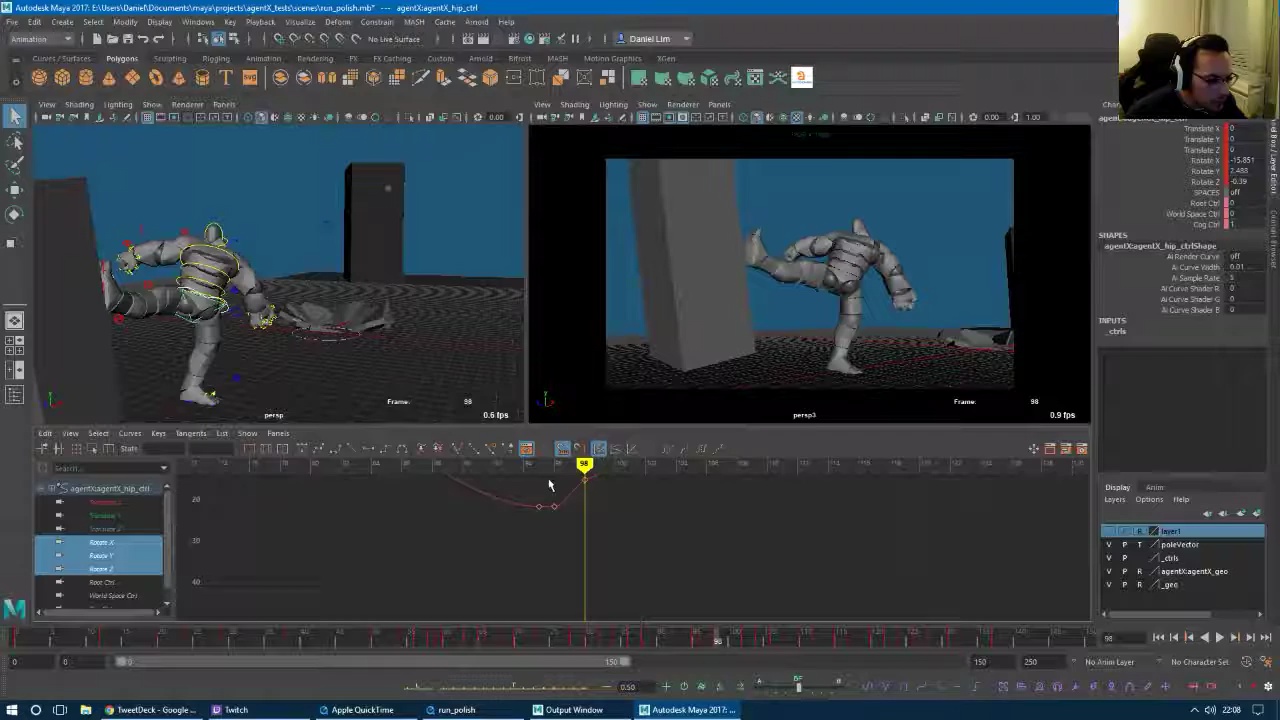 Autodesk Maya 2017: E:\Users\Daniel\Documents\maya\projects\agentX_tests\scenes\run_polish.mb* --- agentX:agentX_hip_ctrl
File Edit Create Select Modify Display Windows Key Playback Visualize Deform Constrain MASH Cache Arnold Help
Animation No Live Surface Daniel Lim
Curves / Surfaces Polygons Sculpting Rigging Animation Rendering FX FX Caching Custom Arnold Bifrost MASH Motion Graphics XGen
View Shading Lighting Show Renderer Panels View Shading Lighting Show Renderer Panels
0.00 0.00 1.00
Translate X 0
Translate Y 0
Translate Z 0
Rotate X -15.851
Rotate Y 2.488
Rotate Z -0.39
SPACES off
Root Ctrl 0
World Space Ctrl 0
Cog Ctrl 1
SHAPES
agentX:agentX_hip_ctrlShape
Ai Render Curve off
Ai Curve Width 0.01
Ai Sample Rate 5
Ai Curve Shader R 0
Ai Curve Shader G 0
Ai Curve Shader B 0
INPUTS
_ctrls
persp Frame: 98 0.6 fps
persp3 Frame: 98 0.9 fps
Edit View Select Curves Keys Tangents List Show Panels
State
Search...
98
agentX:agentX_hip_ctrl
Rotate X
Rotate Y
Rotate Z
Root Ctrl
World Space Ctrl
20
30
40
Display Anim
Layers Options Help
R layer1
V P T poleVector
V P _ctrls
V P R agentX:agentX_geo
V P R _geo
98
0 0 0 150 150 250 No Anim Layer No Character Set
0.50
TweetDeck - Google ... Twitch Apple QuickTime run_polish Output Window Autodesk Maya 2017: ... 22:08